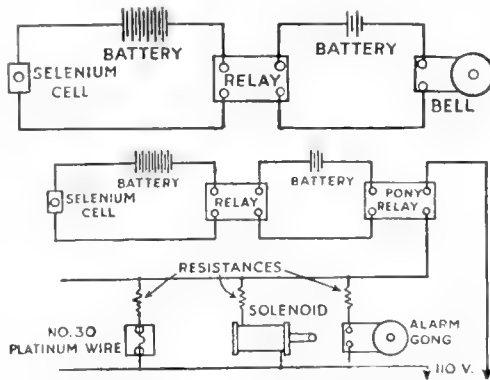 BATTERY
BATTERY
SELENIUM
CELL
RELAY
BELL
BATTERY
BATTERY
SELENIUM
CELL
RELAY
PONY
RELAY
RESISTANCES
SOLENOID
NO.30
PLATINUM WIRE
ALARM
GONG
110 V.